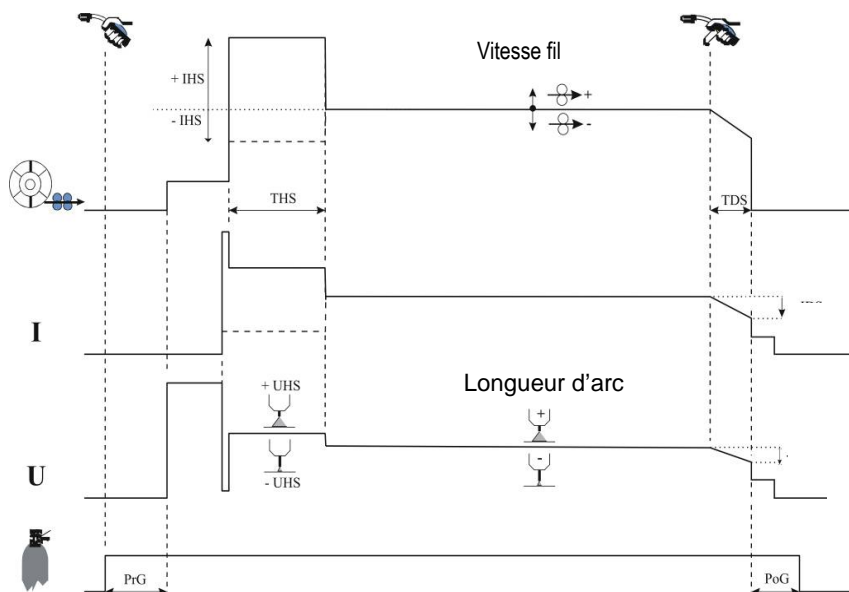 Vitesse fil
+ IHS
- IHS
+
-
THS
TDS
I
+ UHS
Longueur d'arc
+
-
- UHS
U
PrG
PoG